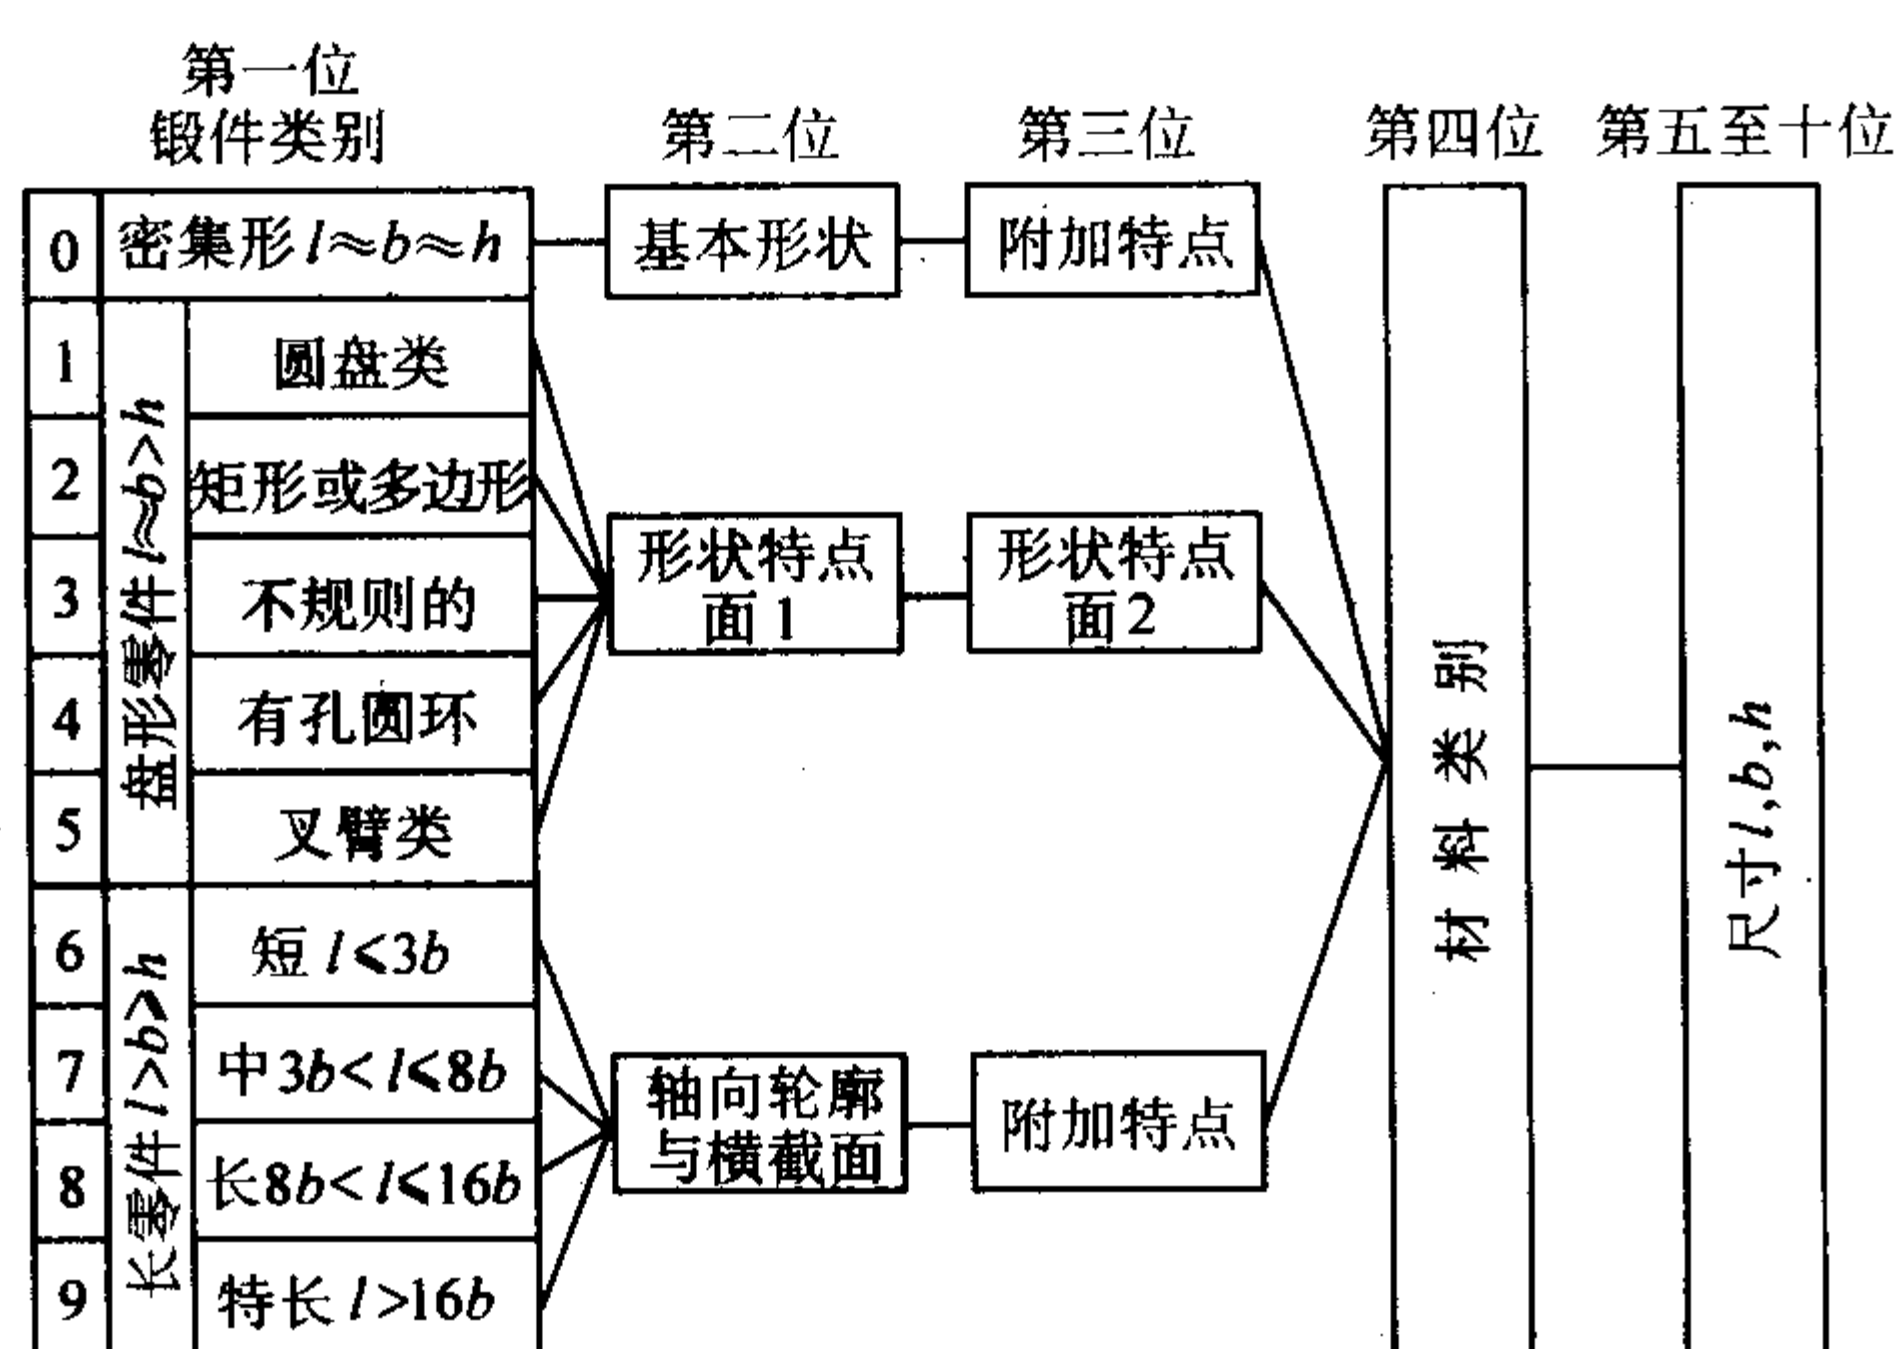 第一位
锻件类别
第二位
第三位
第四位
第五至十位
0
密集形 l≈b≈h
基本形状
附加特点
盘形零件 l≈b>h
1
圆盘类
2
矩形或多边形
3
不规则的
4
有孔圆环
5
叉臂类
形状特点
面1
形状特点
面2
长零件 l>b⩾h
6
短 l⩽3b
7
中3b<l⩽8b
8
长8b<l⩽16b
9
特长 l>16b
轴向轮廓
与横截面
附加特点
材料类别
尺寸l,b,h